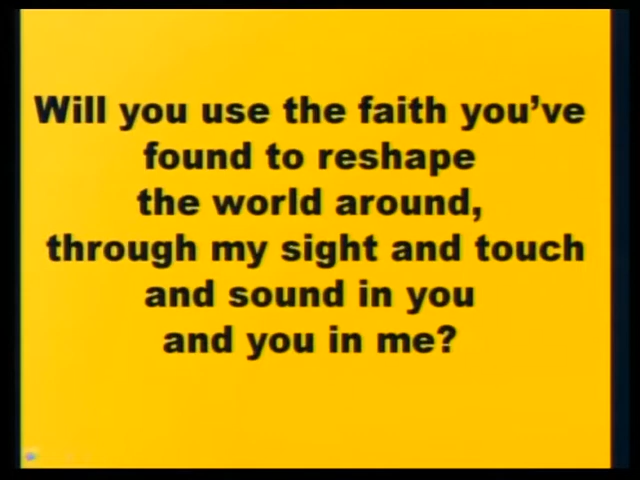 Will you use the faith you've
found to reshape
the world around,
through my sight and touch
and sound in you
and you in me?